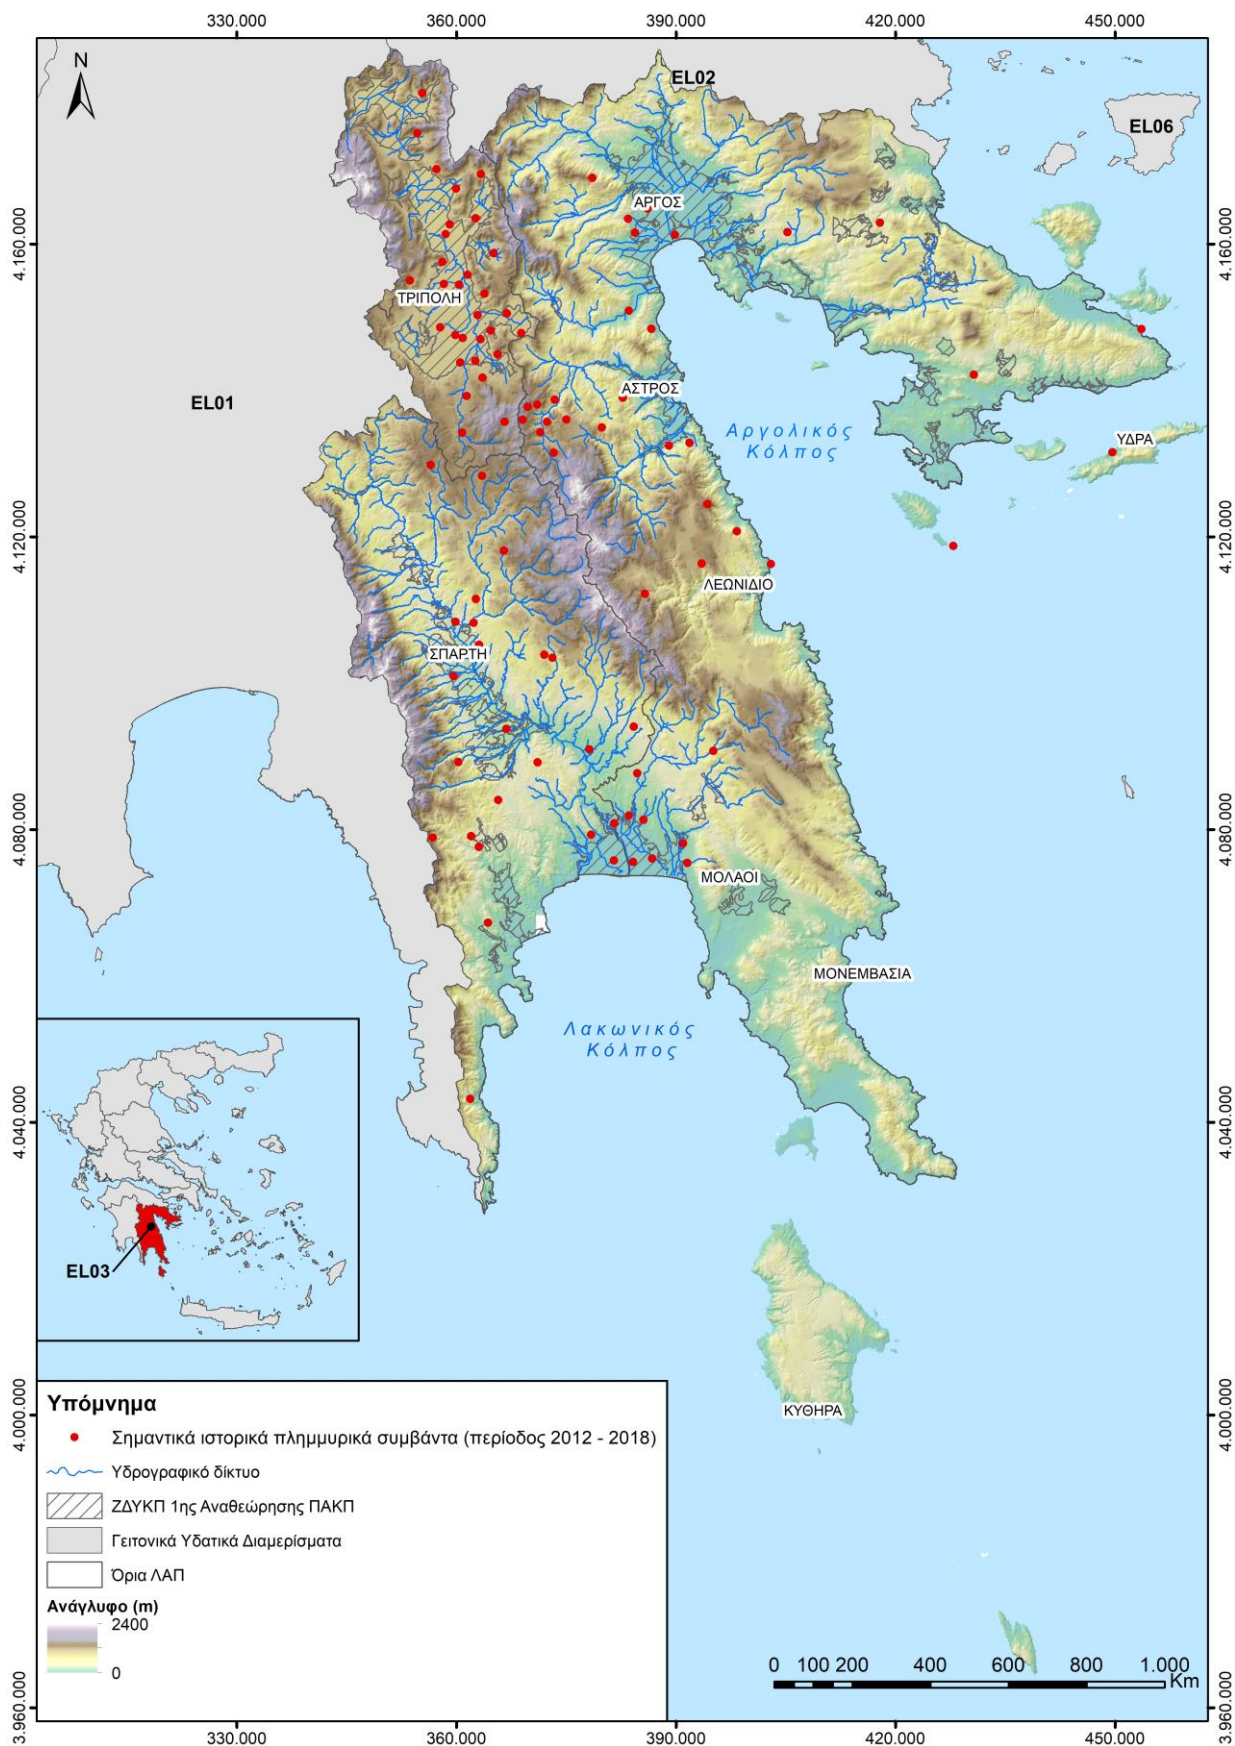 330.000 360.000 390.000 420.000 450.000
N
EL02
EL06
ΑΡΓΟΣ
4.160.000 4.160.000
ΤΡΙΠΟΛΗ
ΑΣΤΡΟΣ
EL01
Αργολικός
Κόλπος
ΥΔΡΑ
4.120.000 4.120.000
ΛΕΩΝΙΔΙΟ
ΣΠΑΡΤΗ
4.080.000 4.080.000
ΜΟΛΑΟΙ
ΜΟΝΕΜΒΑΣΙΑ
Λακωνικός
Κόλπος
4.040.000 4.040.000
EL03
Υπόμνημα
Σημαντικά ιστορικά πλημμυρικά συμβάντα (περίοδος 2012 - 2018)
Υδρογραφικό δίκτυο
ΖΔΥΚΠ 1ης Αναθεώρησης ΠΑΚΠ
Γειτονικά Υδατικά Διαμερίσματα
Όρια ΛΑΠ
Ανάγλυφο (m)
2400
0
ΚΥΘΗΡΑ
4.000.000 4.000.000
0 100 200 400 600 800 1.000
Km
3.960.000 3.960.000
330.000 360.000 390.000 420.000 450.000